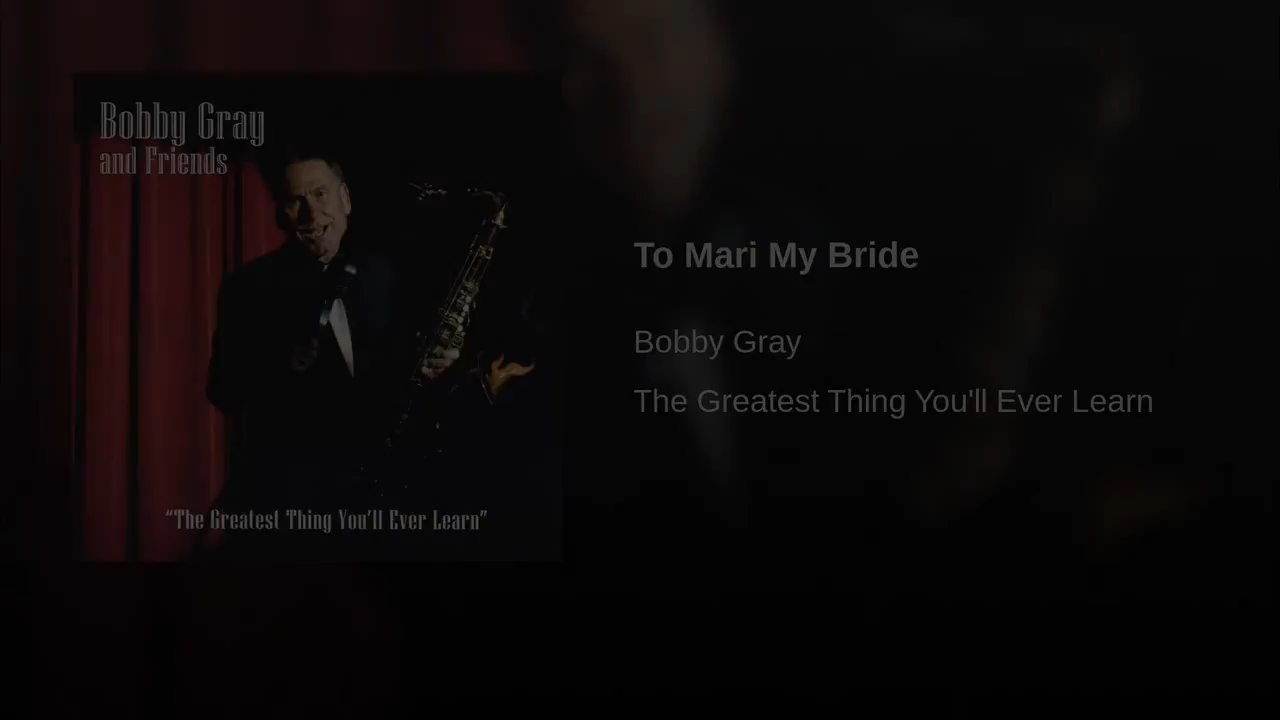 Bobby Gray
and Friends
"The Greatest Thing You'll Ever Learn"
To Mari My Bride
Bobby Gray
The Greatest Thing You'll Ever Learn